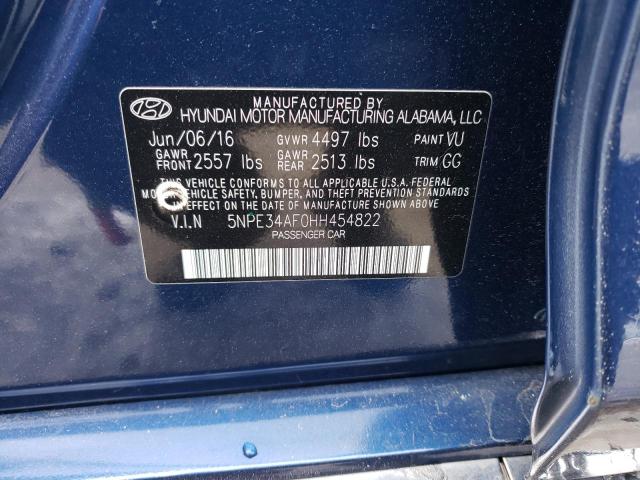 MANUFACTURED BY
HYUNDAI MOTOR MANUFACTURING ALABAMA, LLC
Jun/06/16 GVWR 4497 lbs PAINT VU
GAWR FRONT 2557 lbs GAWR REAR 2513 lbs TRIM GG
THIS VEHICLE CONFORMS TO ALL APPLICABLE U.S.A. FEDERAL
MOTOR VEHICLE SAFETY, BUMPER, AND THEFT PREVENTION
STANDARDS IN EFFECT ON THE DATE OF MANUFACTURE SHOWN ABOVE.
V.I.N 5NPE34AF0HH454822
PASSENGER CAR